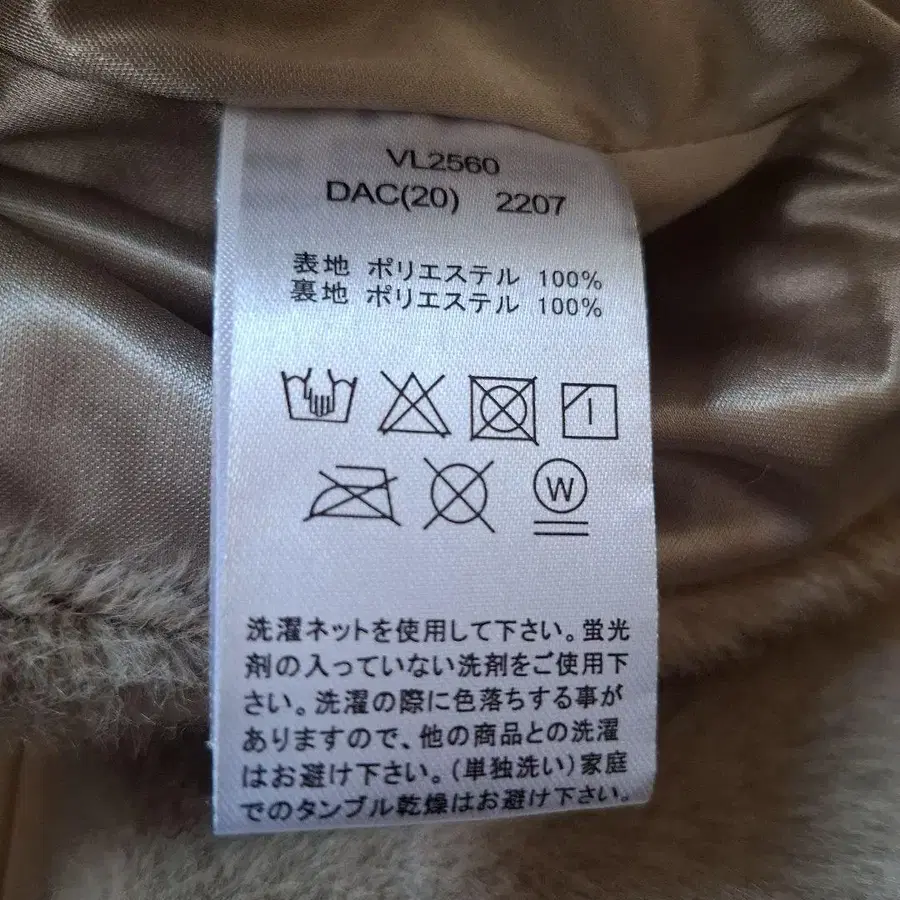 VL2560
DAC(20) 2207
表地 ポリエステル 100%
裏地 ポリエステル 100%
W
洗濯ネットを使用して下さい。蛍光
剤の入っていない洗剤をご使用下
さい。洗濯の際に色落ちする事が
ありますので、他の商品との洗濯
はお避け下さい。(単独洗い)家庭
でのタンブル乾燥はお避け下さい。